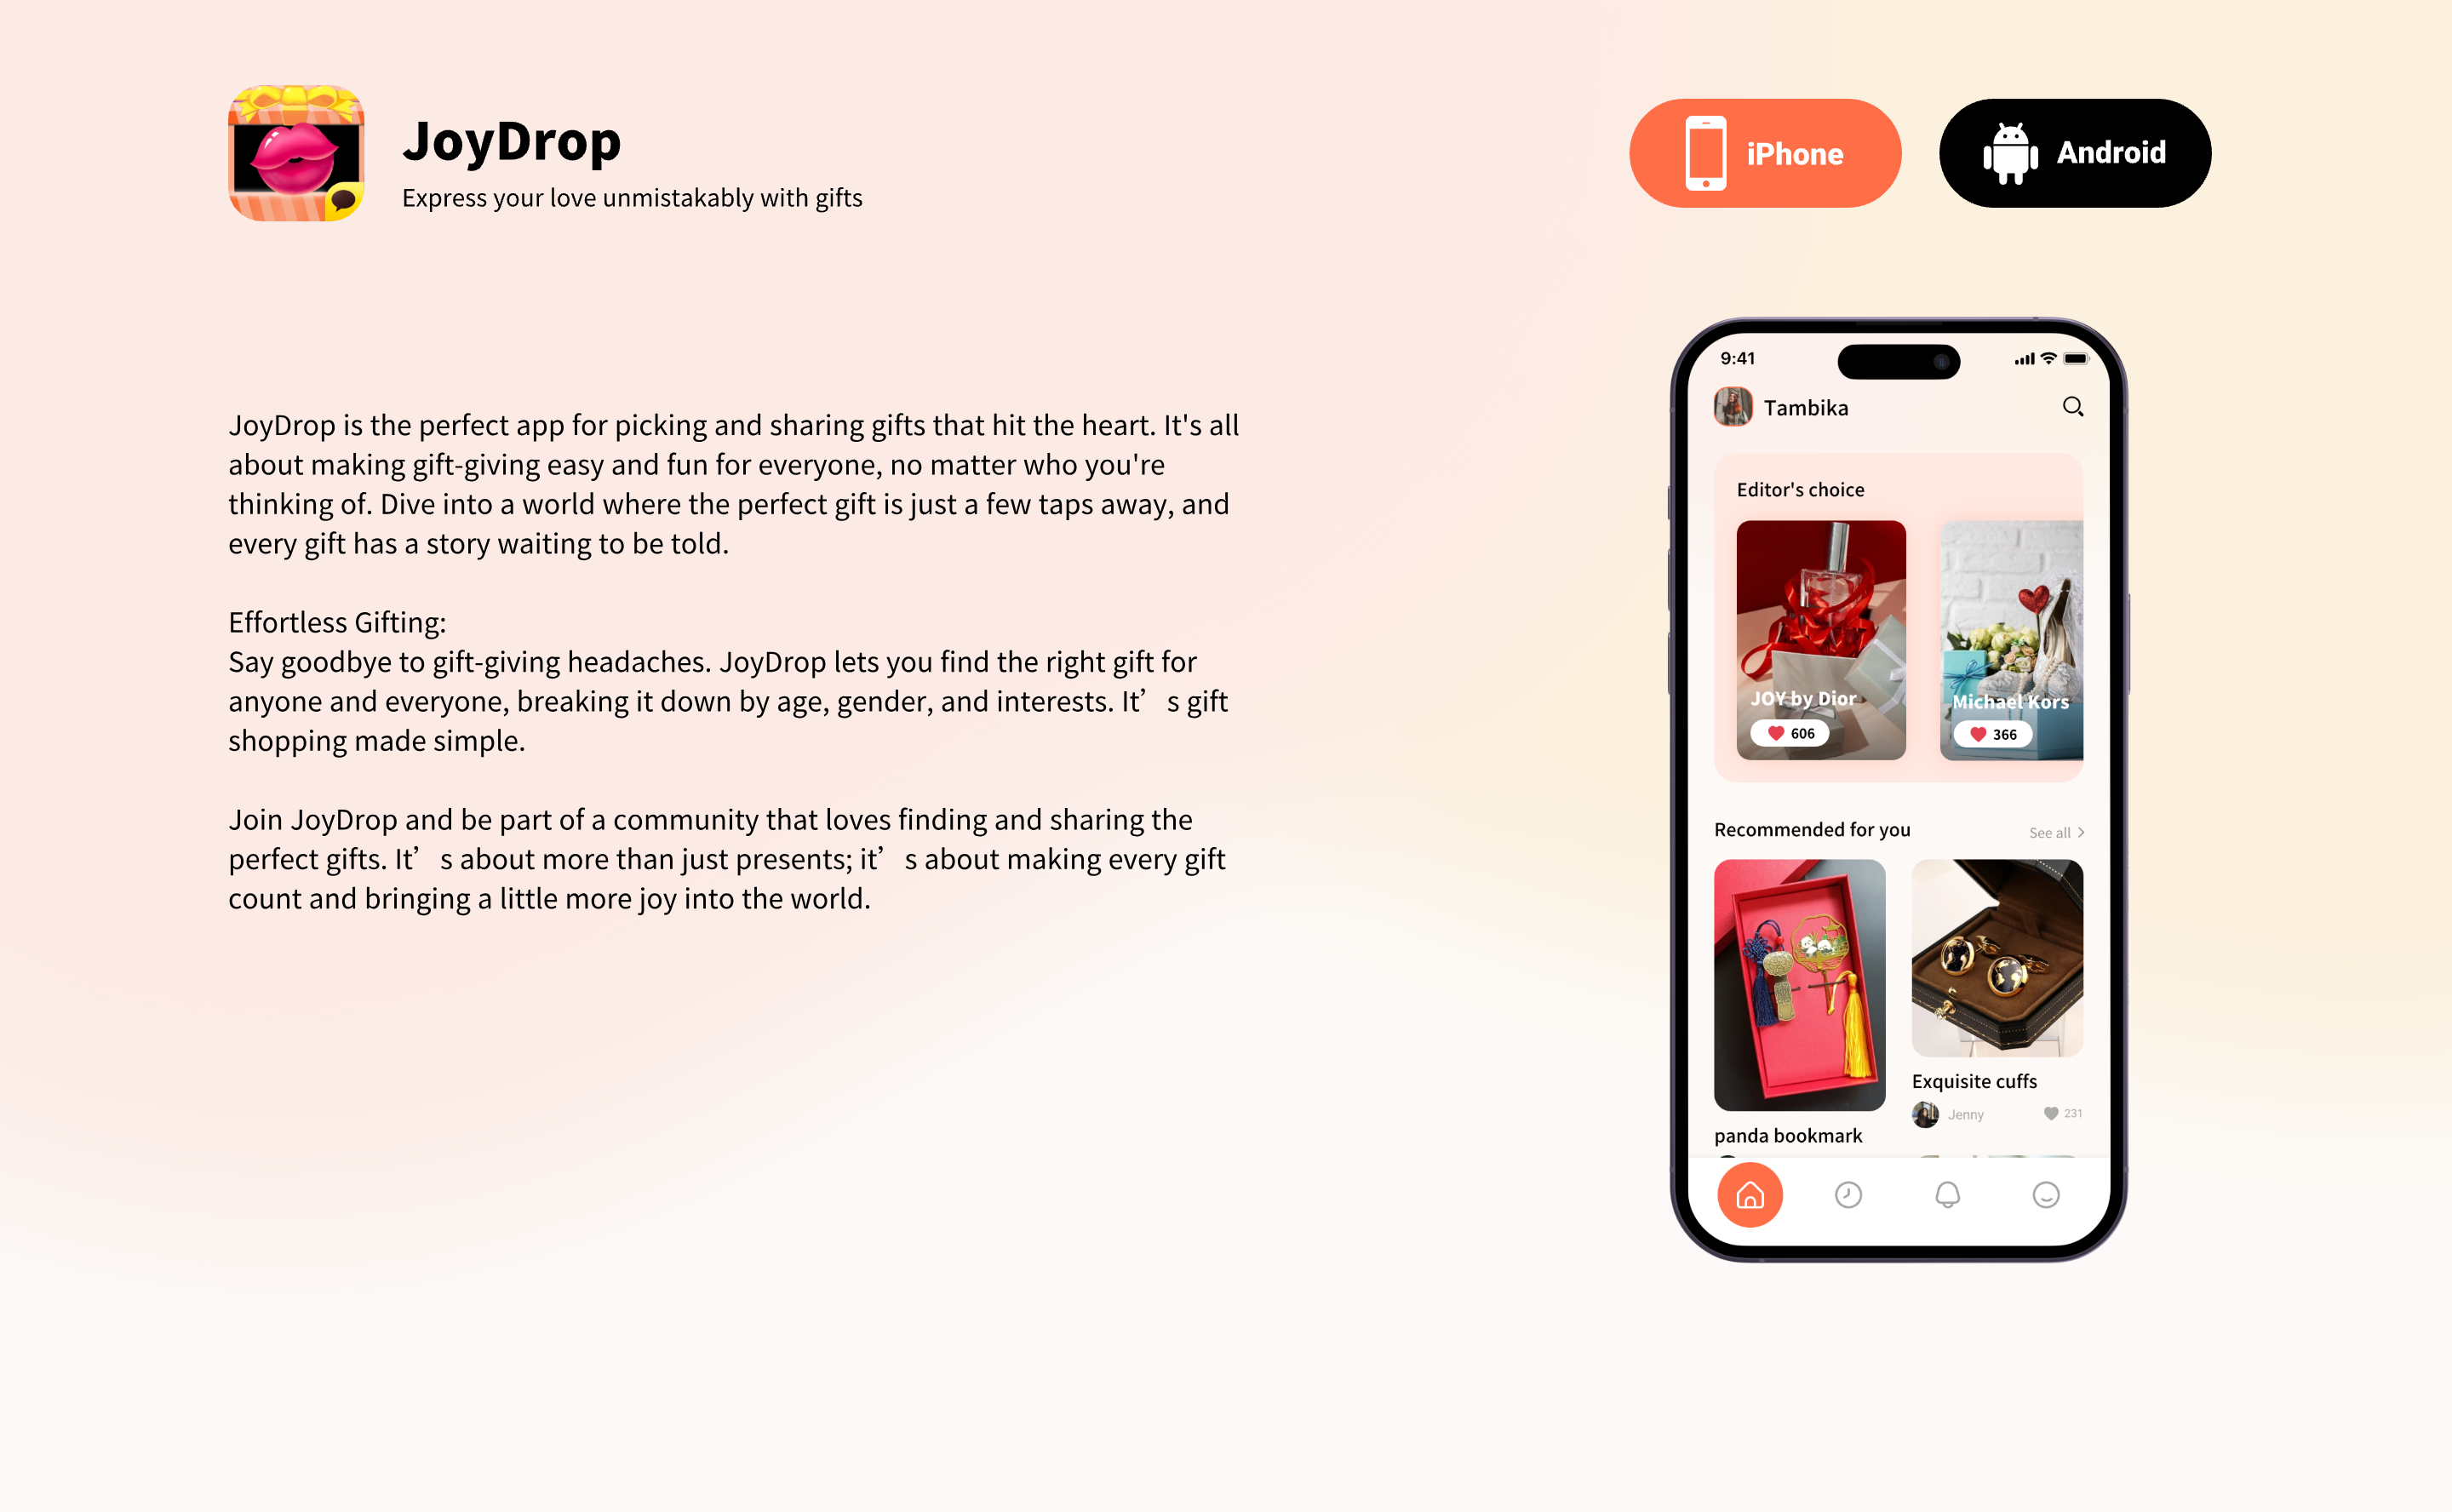 JoyDrop
Express your love unmistakably with gifts
iPhone
Android
JoyDrop is the perfect app for picking and sharing gifts that hit the heart. It's all
about making gift-giving easy and fun for everyone, no matter who you're
thinking of. Dive into a world where the perfect gift is just a few taps away, and
every gift has a story waiting to be told.
Effortless Gifting:
Say goodbye to gift-giving headaches. JoyDrop lets you find the right gift for
anyone and everyone, breaking it down by age, gender, and interests. It’s gift
shopping made simple.
Join JoyDrop and be part of a community that loves finding and sharing the
perfect gifts. It’s about more than just presents; it’s about making every gift
count and bringing a little more joy into the world.
9:41
Tambika
Editor's choice
JOY by Dior
606
Michael Kors
366
Recommended for you
See all
panda bookmark
Exquisite cuffs
Jenny
231